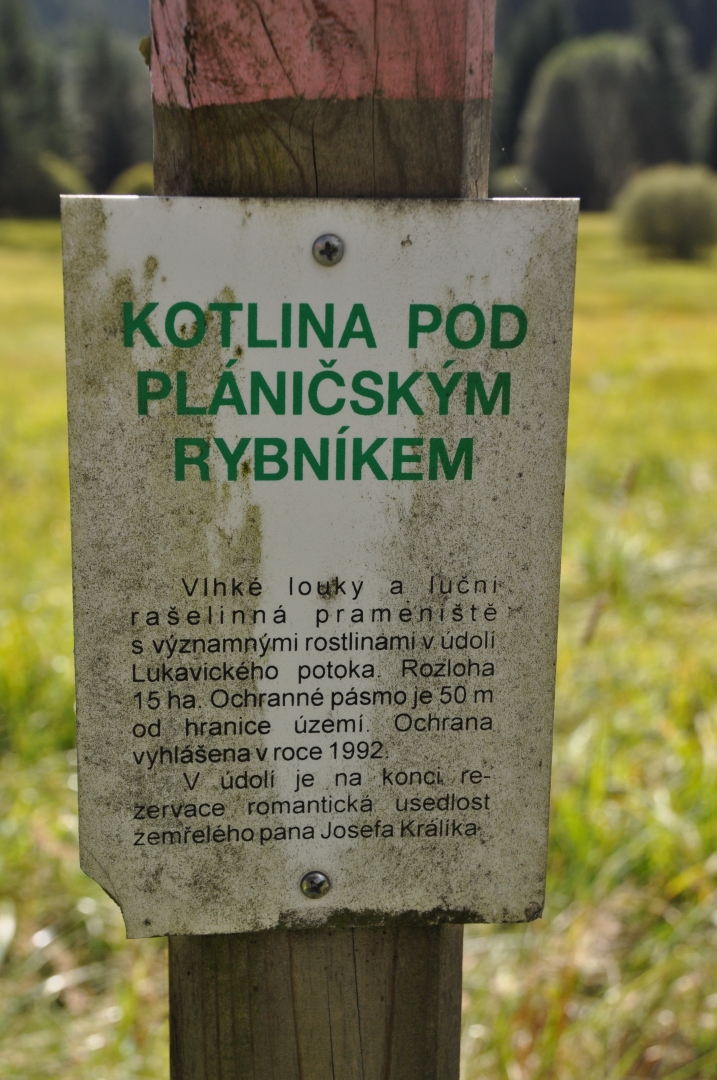 KOTLINA POD
PLÁNIČSKÝM
RYBNÍKEM
Vlhké louky a luční
rašelinná prameniště
s významnými rostlinami v údolí
Lukavického potoka. Rozloha
15 ha. Ochranné pásmo je 50 m
od hranice území. Ochrana
vyhlášena v roce 1992.
V údolí je na konci re-
zervace romantická usedlost
zemřelého pana Josefa Králíka